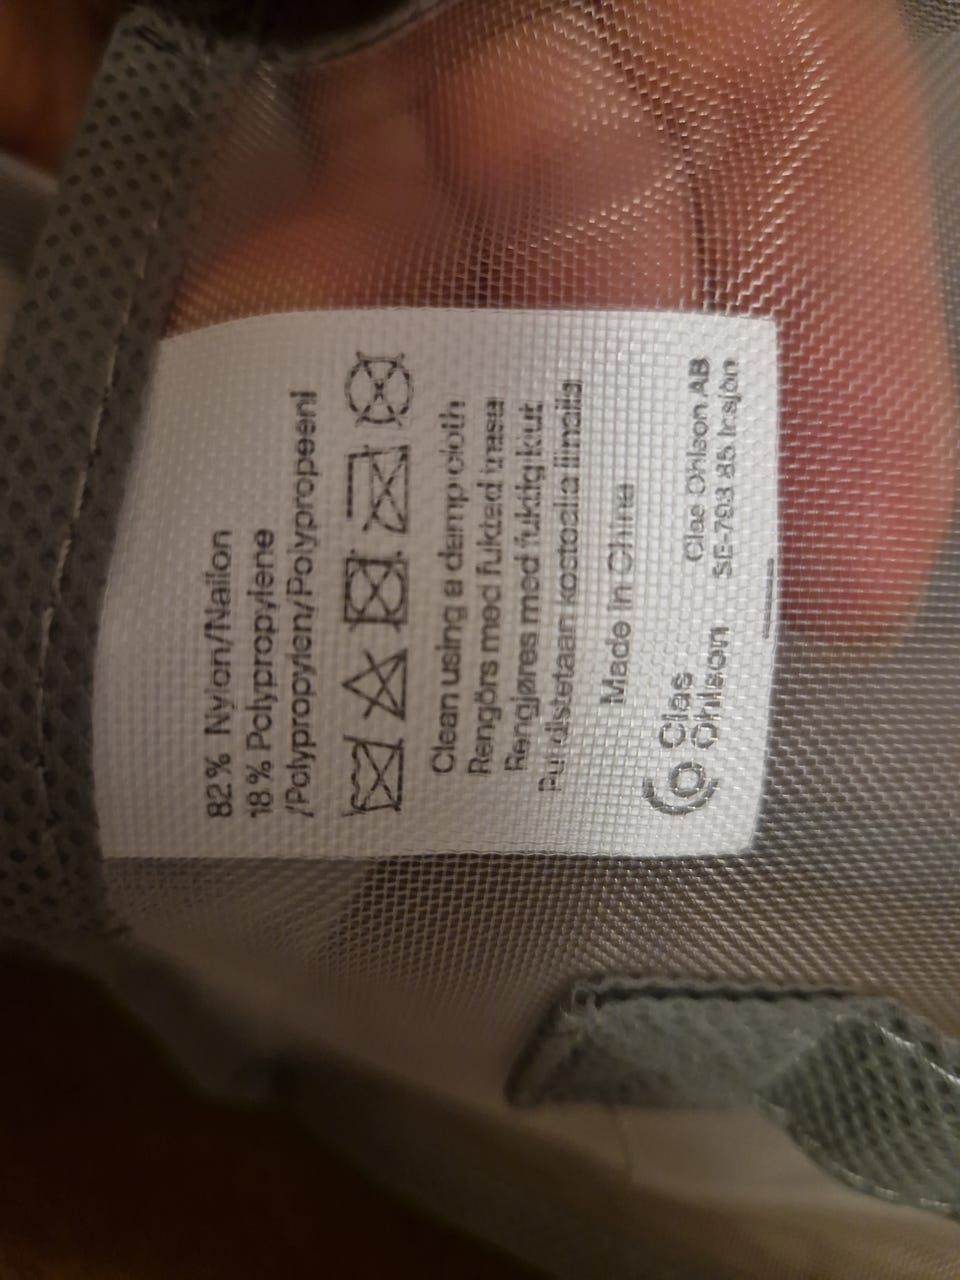 82% Nylon/Nailon
18% Polypropylene
/Polypropylen/Polypropeeni
Clean using a damp cloth
Rengörs med fuktad trasa
Rengjøres med fuktig klut
Puhdistetaan kostealla liinalla.
Made in China
Clas
Ohlson
Clas Ohlson AB
SE-793 85 Insjön